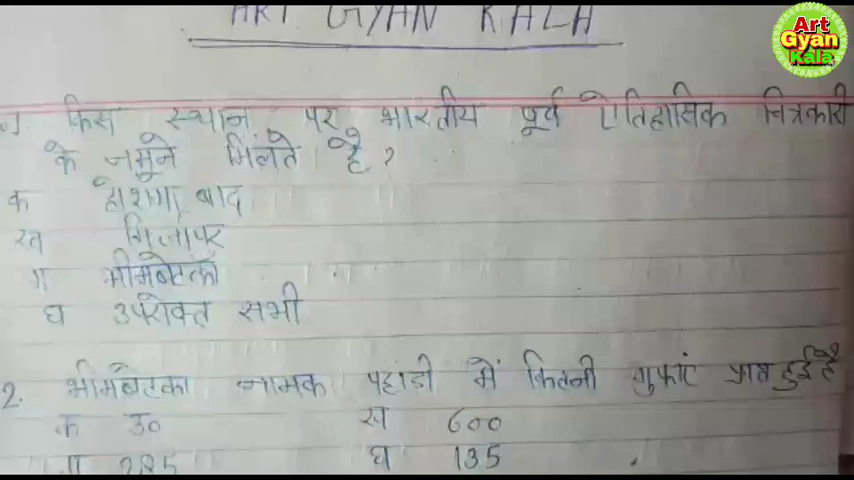 ART GYAN KALA
Art
Gyan
Kala
1. किस स्थान पर भारतीय पूर्व ऐतिहासिक चित्रकारी
के नमुने मिलते है ?
क होशंगाबाद
ख मिर्जापुर
ग भीमबेटका
घ उपरोक्त सभी
2. भीमबेटका नामक पहाडी में कितनी गुफाएं प्राप्त हुई है
क 30 ख 600
ग 285 घ 135